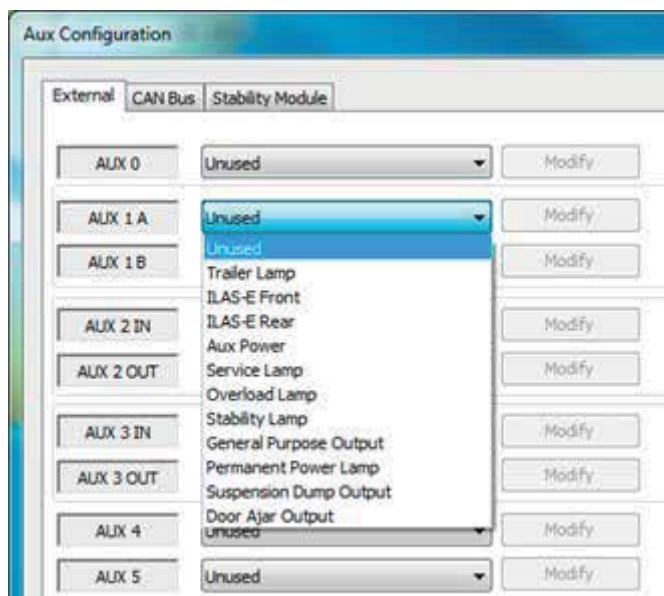 Aux Configuration
External CAN Bus Stability Module
AUX 0 Unused Modify
AUX 1 A Unused Modify
Unused
AUX 1 B Modify
Trailer Lamp
ILAS-E Front
AUX 2 IN ILAS-E Rear Modify
Aux Power
AUX 2 OUT Service Lamp Modify
Overload Lamp
Stability Lamp
AUX 3 IN General Purpose Output Modify
Permanent Power Lamp
AUX 3 OUT Modify
Suspension Dump Output
Door Ajar Output
AUX 4 Unused Modify
AUX 5 Unused Modify